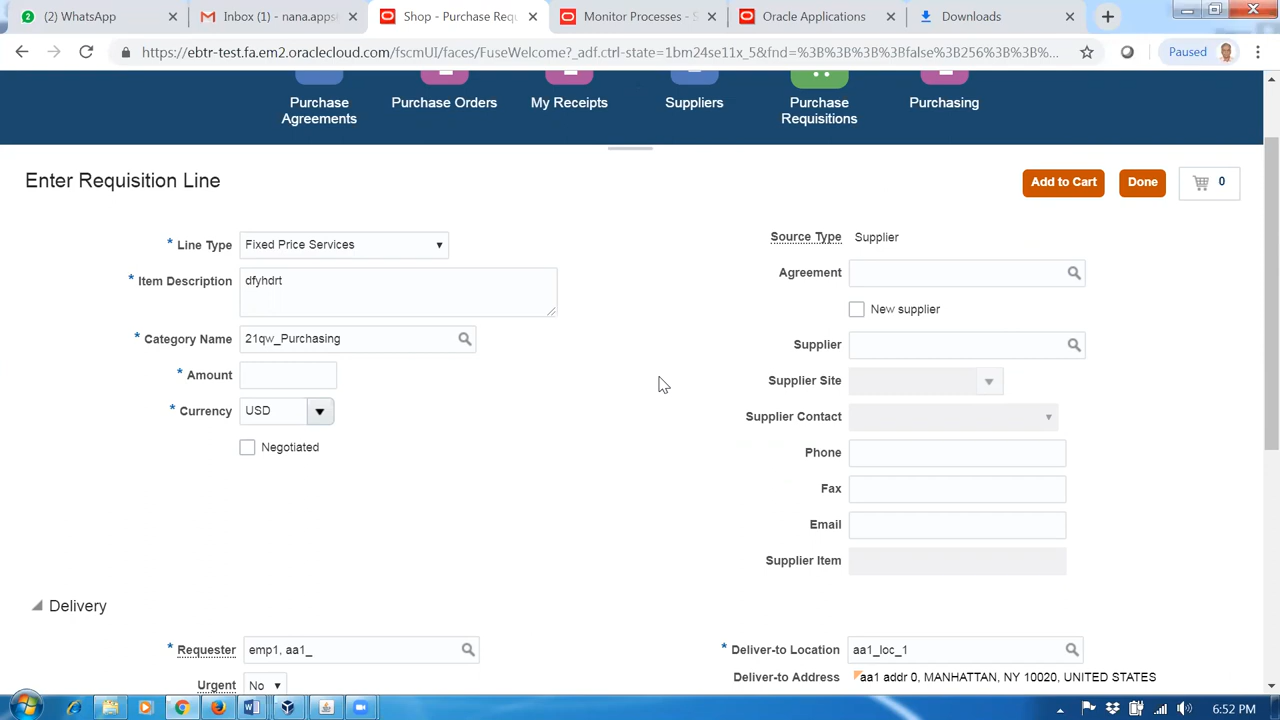 (2) WhatsApp
Inbox (1) - nana.apps
Shop - Purchase Requ
Monitor Processes - S
Oracle Applications
Downloads
https://ebtr-test.fa.em2.oraclecloud.com/fscmUI/faces/FuseWelcome?_adf.ctrl-state=1bm24se11x_5&fnd=%3B%3B%3B%3Bfalse%3B256%3B%3B%...
Paused
Purchase Agreements
Purchase Orders
My Receipts
Suppliers
Purchase Requisitions
Purchasing
Enter Requisition Line
Add to Cart
Done
0
* Line Type Fixed Price Services
* Item Description dfyhdrt
* Category Name 21qw_Purchasing
* Amount
* Currency USD
Negotiated
Source Type Supplier
Agreement
New supplier
Supplier
Supplier Site
Supplier Contact
Phone
Fax
Email
Supplier Item
Delivery
* Requester emp1, aa1_
Urgent No
* Deliver-to Location aa1_loc_1
Deliver-to Address aa1 addr 0, MANHATTAN, NY 10020, UNITED STATES
6:52 PM